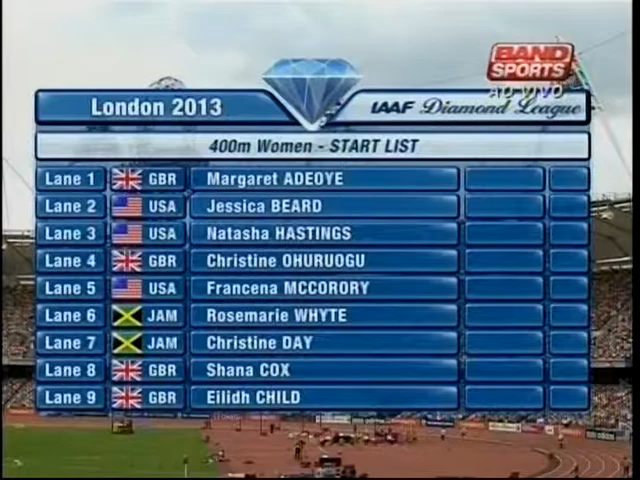 BAND
SPORTS
AO VIVO
London 2013
IAAF Diamond League
400m Women - START LIST
Lane 1 GBR Margaret ADEOYE
Lane 2 USA Jessica BEARD
Lane 3 USA Natasha HASTINGS
Lane 4 GBR Christine OHURUOGU
Lane 5 USA Francena MCCORORY
Lane 6 JAM Rosemarie WHYTE
Lane 7 JAM Christine DAY
Lane 8 GBR Shana COX
Lane 9 GBR Eilidh CHILD